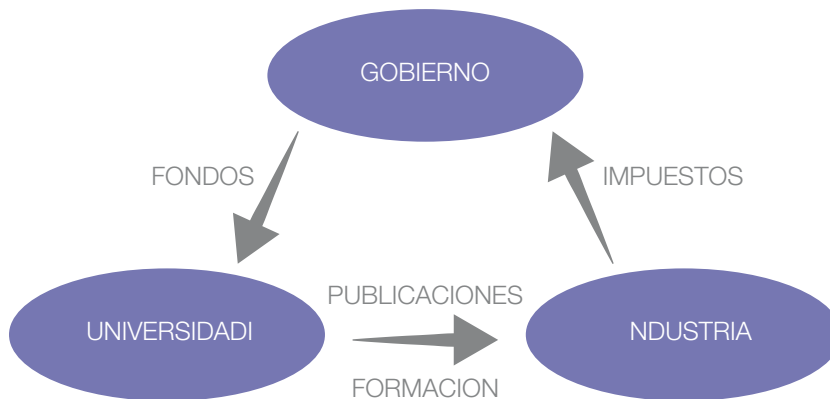 GOBIERNO
FONDOS
IMPUESTOS
PUBLICACIONES
UNIVERSIDADI
NDUSTRIA
FORMACION